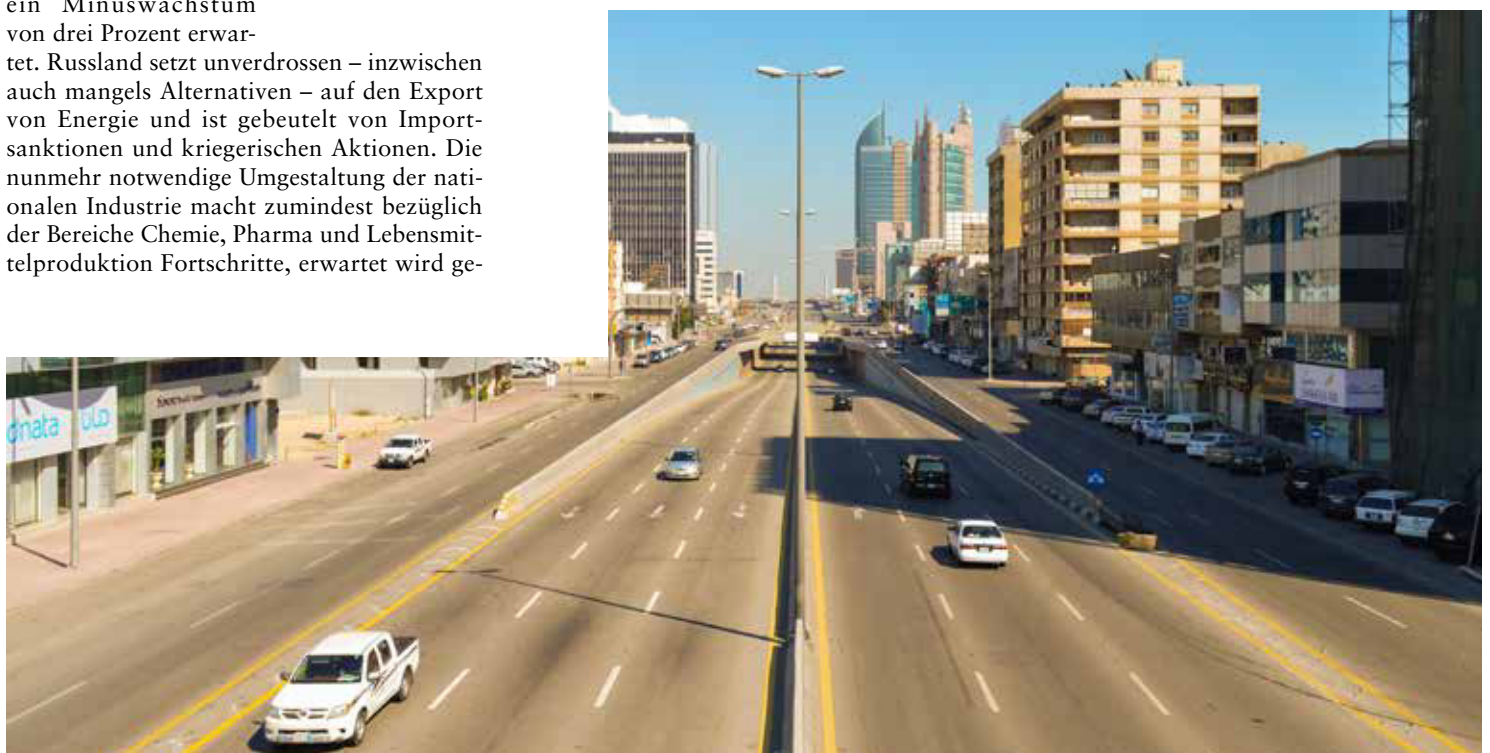 ein Minuswachstum
von drei Prozent erwar-
tet. Russland setzt unverdrossen – inzwischen
auch mangels Alternativen – auf den Export
von Energie und ist gebeutelt von Import-
sanktionen und kriegerischen Aktionen. Die
nunmehr notwendige Umgestaltung der nati-
onalen Industrie macht zumindest bezüglich
der Bereiche Chemie, Pharma und Lebensmit-
telproduktion Fortschritte, erwartet wird ge-